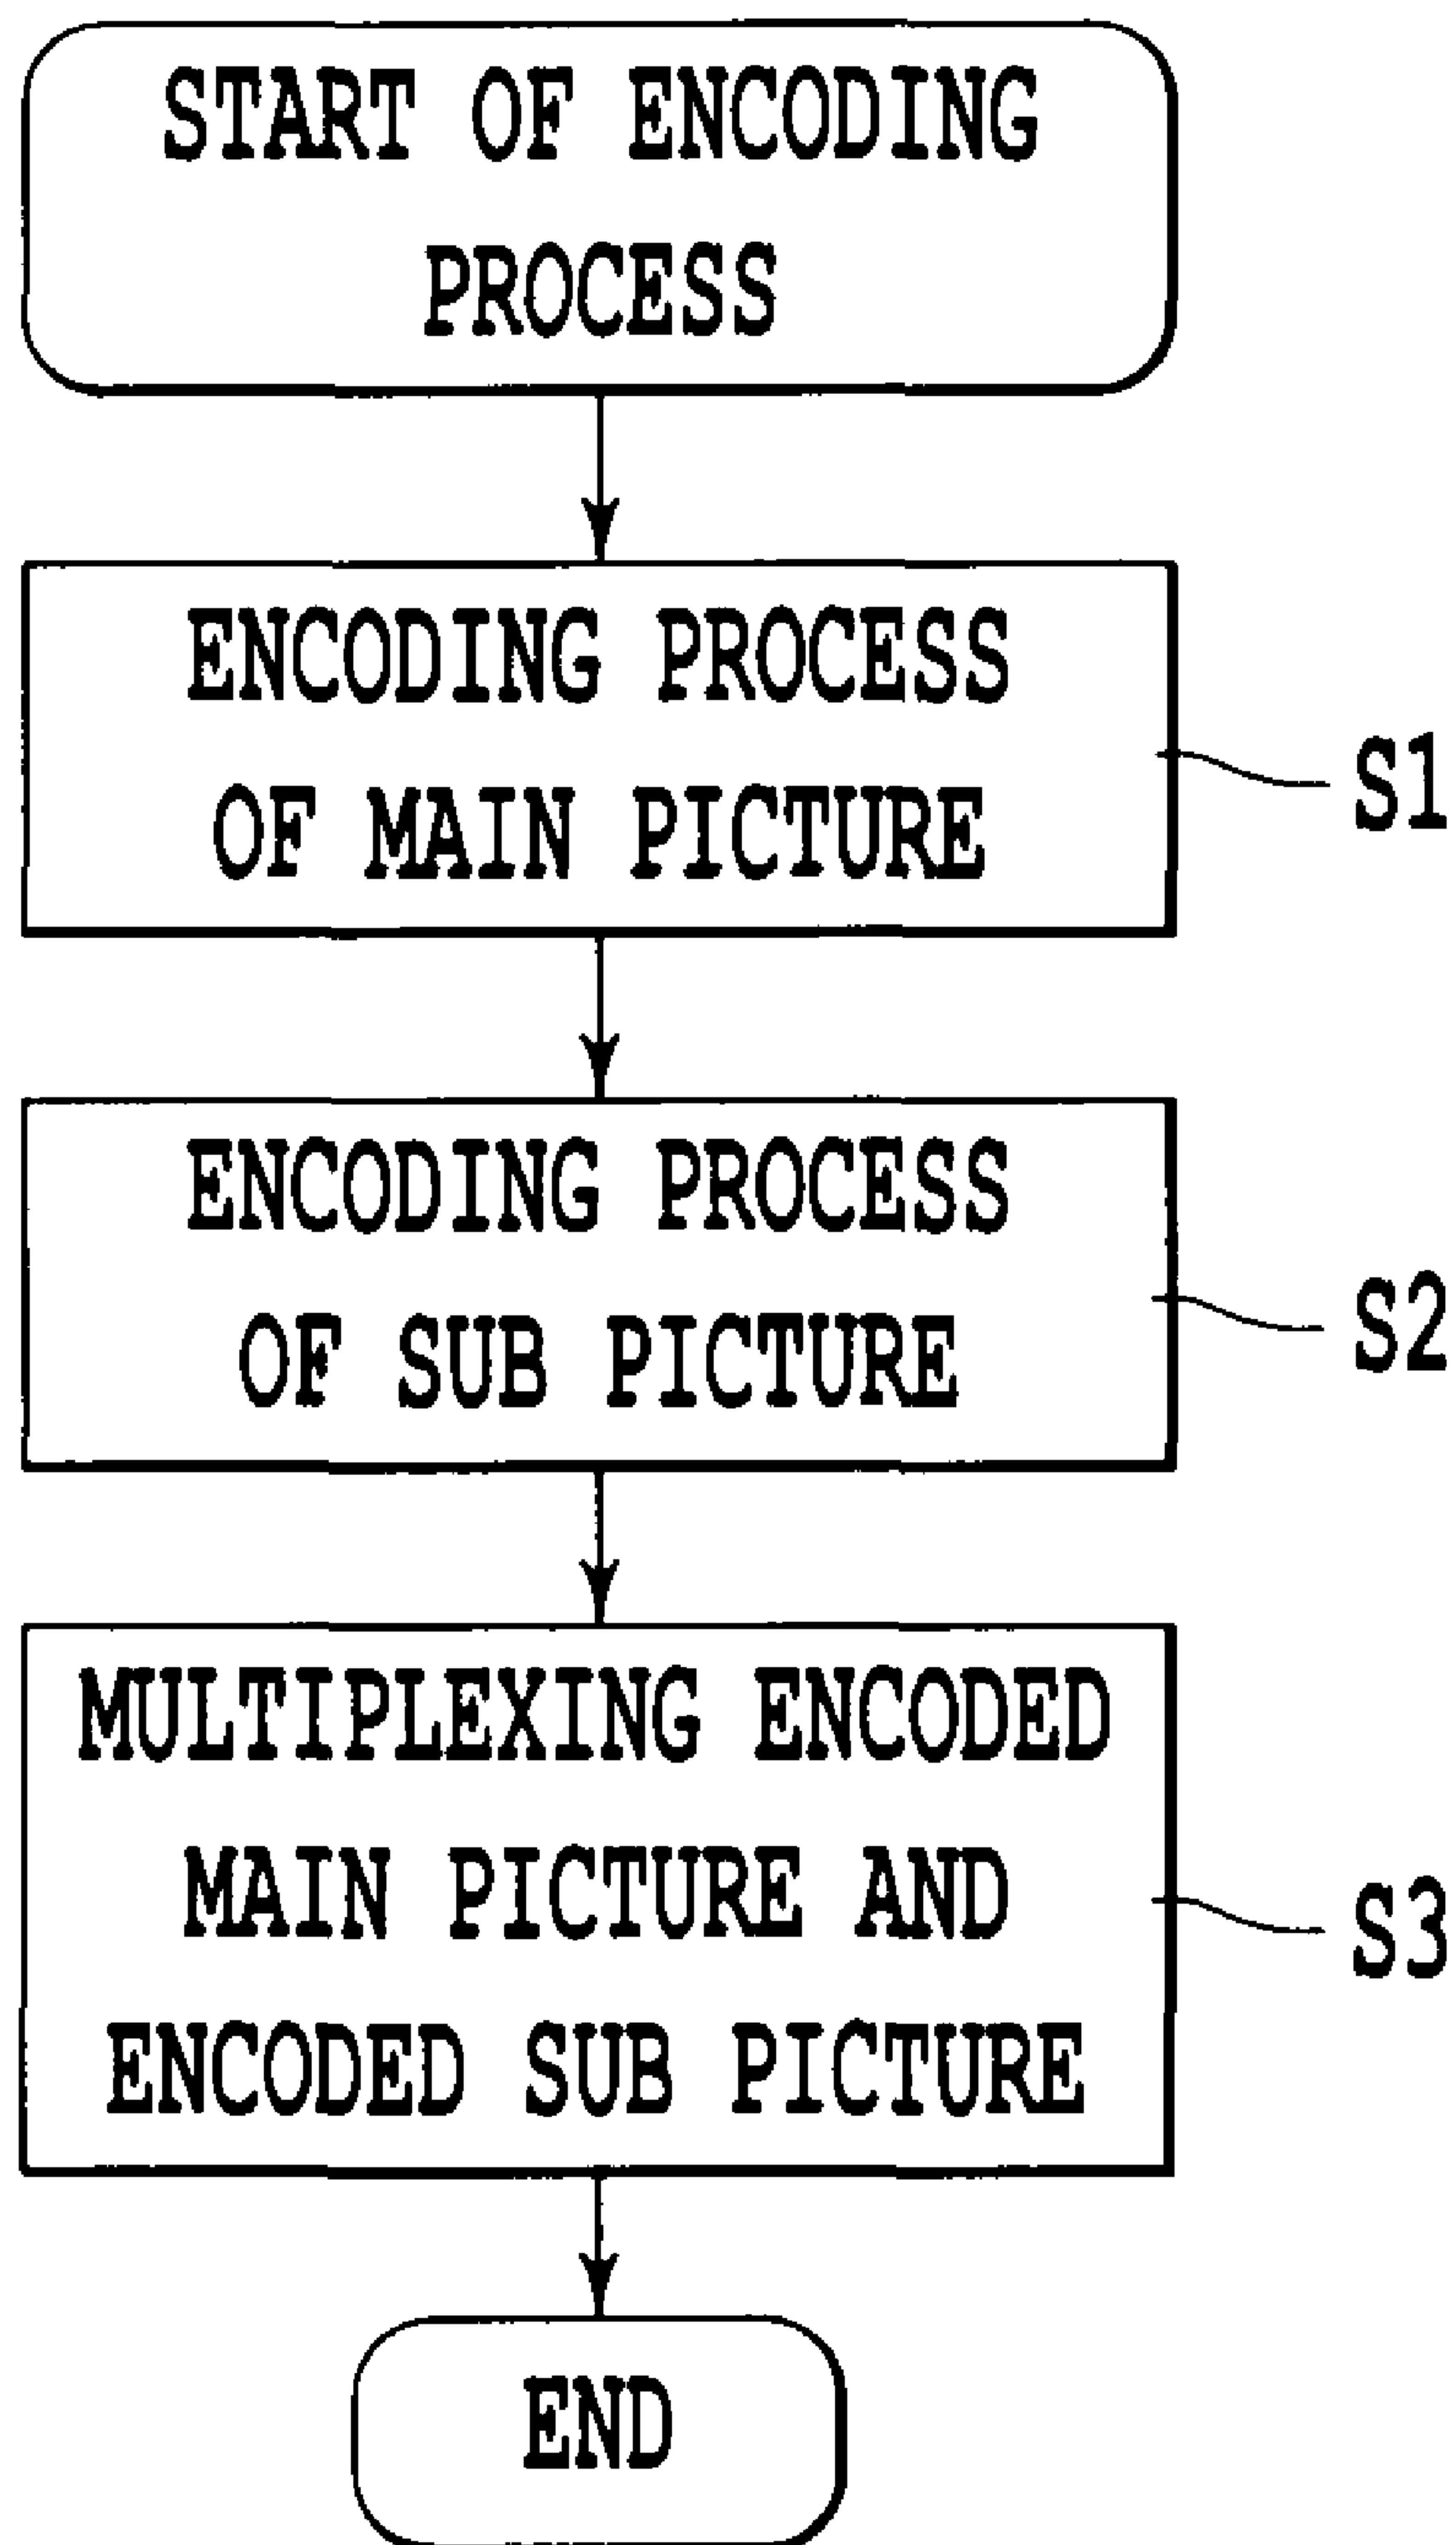 START OF ENCODING
PROCESS
ENCODING PROCESS
OF MAIN PICTURE
S1
ENCODING PROCESS
OF SUB PICTURE
S2
MULTIPLEXING ENCODED
MAIN PICTURE AND
ENCODED SUB PICTURE
S3
END